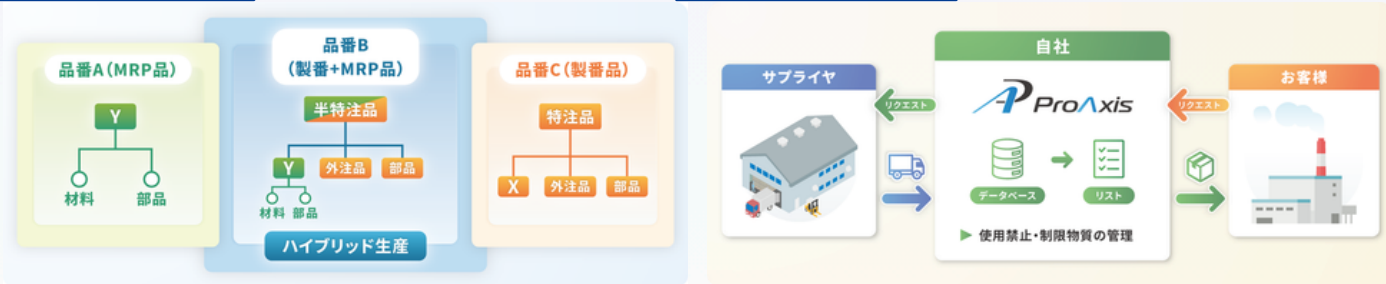 品番A(MRP品)
Y
材料
部品
品番B
(製番+MRP品)
半特注品
Y
外注品
部品
材料
部品
ハイブリッド生産
品番C(製番品)
特注品
X
外注品
部品
サプライヤ
リクエスト
自社
AP ProAxis
データベース
リスト
▶ 使用禁止・制限物質の管理
リクエスト
お客様